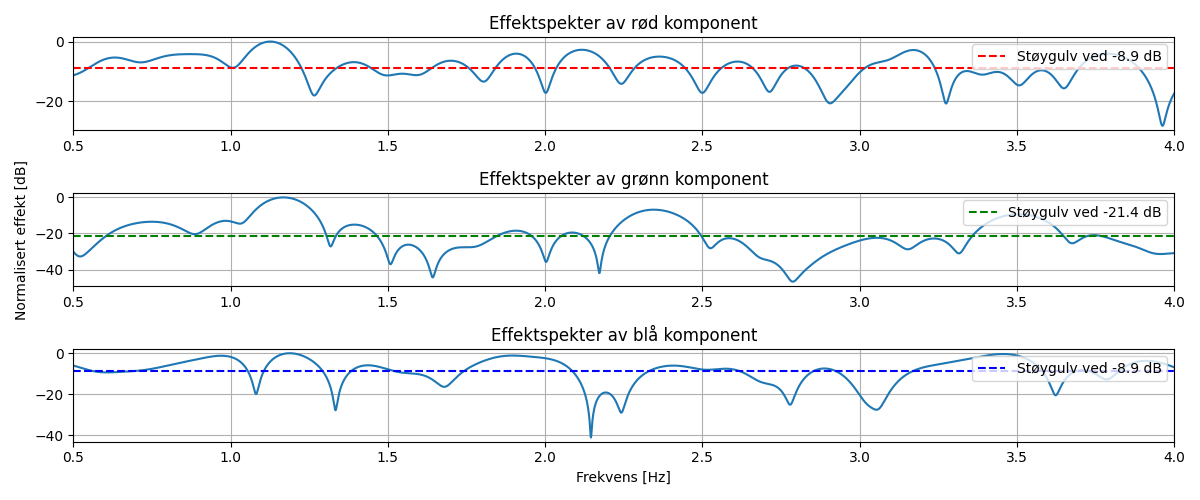 Effektspekter av rød komponent
0
−20
Støygulv ved -8.9 dB
0.5 1.0 1.5 2.0 2.5 3.0 3.5 4.0
Effektspekter av grønn komponent
Normalisert effekt [dB]
0
−20
−40
Støygulv ved -21.4 dB
0.5 1.0 1.5 2.0 2.5 3.0 3.5 4.0
Effektspekter av blå komponent
0
−20
−40
Støygulv ved -8.9 dB
0.5 1.0 1.5 2.0 2.5 3.0 3.5 4.0
Frekvens [Hz]